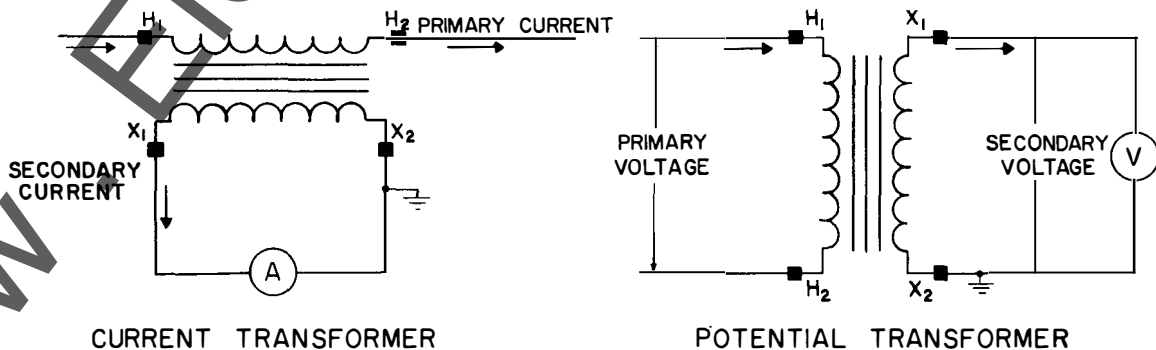 H1
H2 PRIMARY CURRENT
X1
X2
SECONDARY
CURRENT
A
CURRENT TRANSFORMER
H1
X1
PRIMARY
VOLTAGE
SECONDARY
VOLTAGE
V
H2
X2
POTENTIAL TRANSFORMER